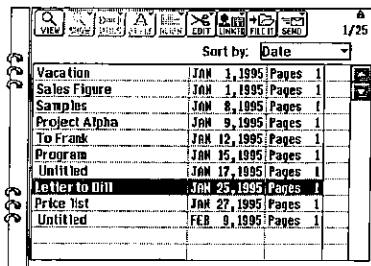 VIEW EDIT LINKED FILE IT SEND 1/25
Sort by: Date
Vacation JAN 1,1995 Pages 1
Sales Figure JAN 1,1995 Pages 1
Samples JAN 8,1995 Pages 1
Project Alpha JAN 9,1995 Pages 1
To Frank JAN 12,1995 Pages 1
Program JAN 15,1995 Pages 1
Untitled JAN 17,1995 Pages 1
Letter to Bill JAN 25,1995 Pages 1
Price list JAN 27,1995 Pages 1
Untitled FEB 9,1995 Pages 1